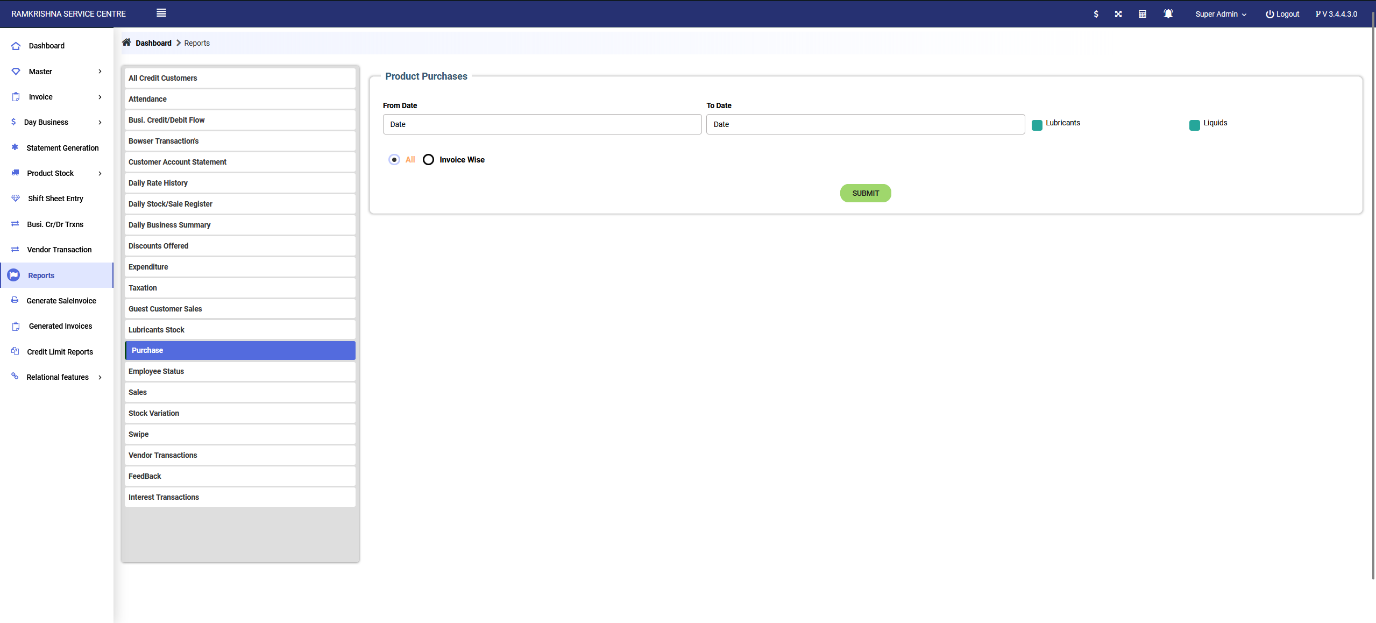 RAMKRISHNA SERVICE CENTRE
$
Super Admin
Logout
V 3.4.4.3.0
Dashboard
Master
Invoice
$ Day Business
Statement Generation
Product Stock
Shift Sheet Entry
Busi. Cr/Dr Trxns
Vendor Transaction
Reports
Generate SaleInvoice
Generated Invoices
Credit Limit Reports
Relational features
Dashboard > Reports
All Credit Customers
Attendance
Busi. Credit/Debit Flow
Bowser Transaction's
Customer Account Statement
Daily Rate History
Daily Stock/Sale Register
Daily Business Summary
Discounts Offered
Expenditure
Taxation
Guest Customer Sales
Lubricants Stock
Purchase
Employee Status
Sales
Stock Variation
Swipe
Vendor Transactions
FeedBack
Interest Transactions
Product Purchases
From Date
To Date
Date
Date
Lubricants
Liquids
All
Invoice Wise
SUBMIT